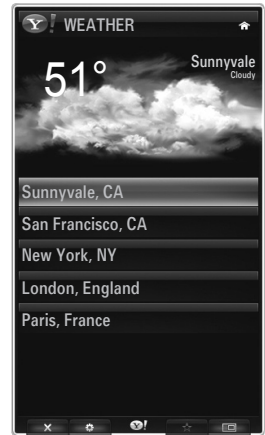 Y! WEATHER
51°
Sunnyvale
Cloudy
Sunnyvale, CA
San Francisco, CA
New York, NY
London, England
Paris, France
Y!